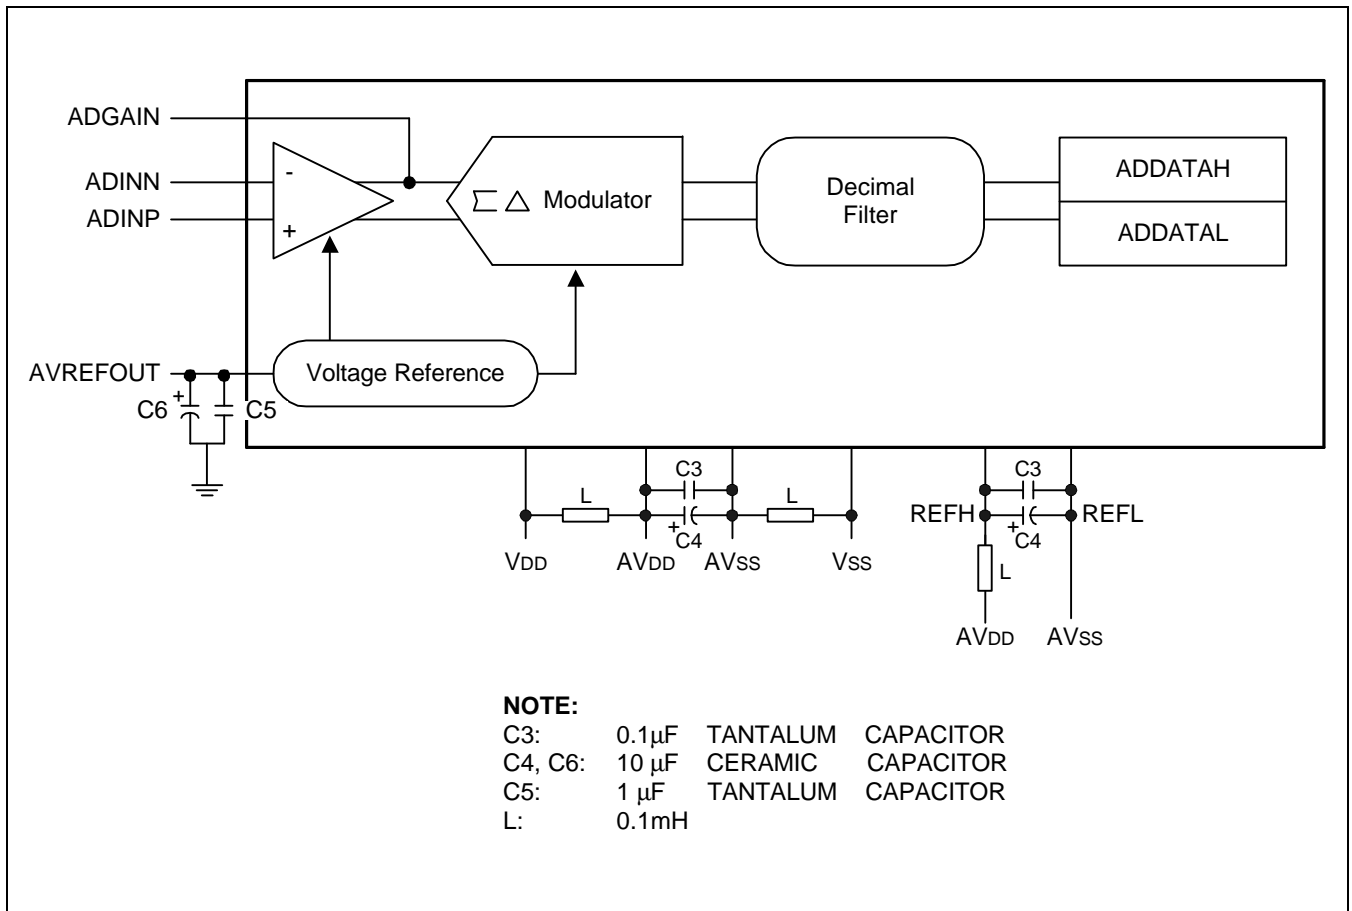 ADGAIN
ADINN
ADINP
-
+
Σ Δ Modulator
Decimal
Filter
ADDATAH
ADDATAL
AVREFOUT
Voltage Reference
+
C6
C5
L
C3
+
C4
L
VDD
AVDD
AVSS
VSS
REFH
C3
+
C4
REFL
L
AVDD
AVSS
NOTE:
C3: 0.1μF TANTALUM CAPACITOR
C4, C6: 10 μF CERAMIC CAPACITOR
C5: 1 μF TANTALUM CAPACITOR
L: 0.1mH